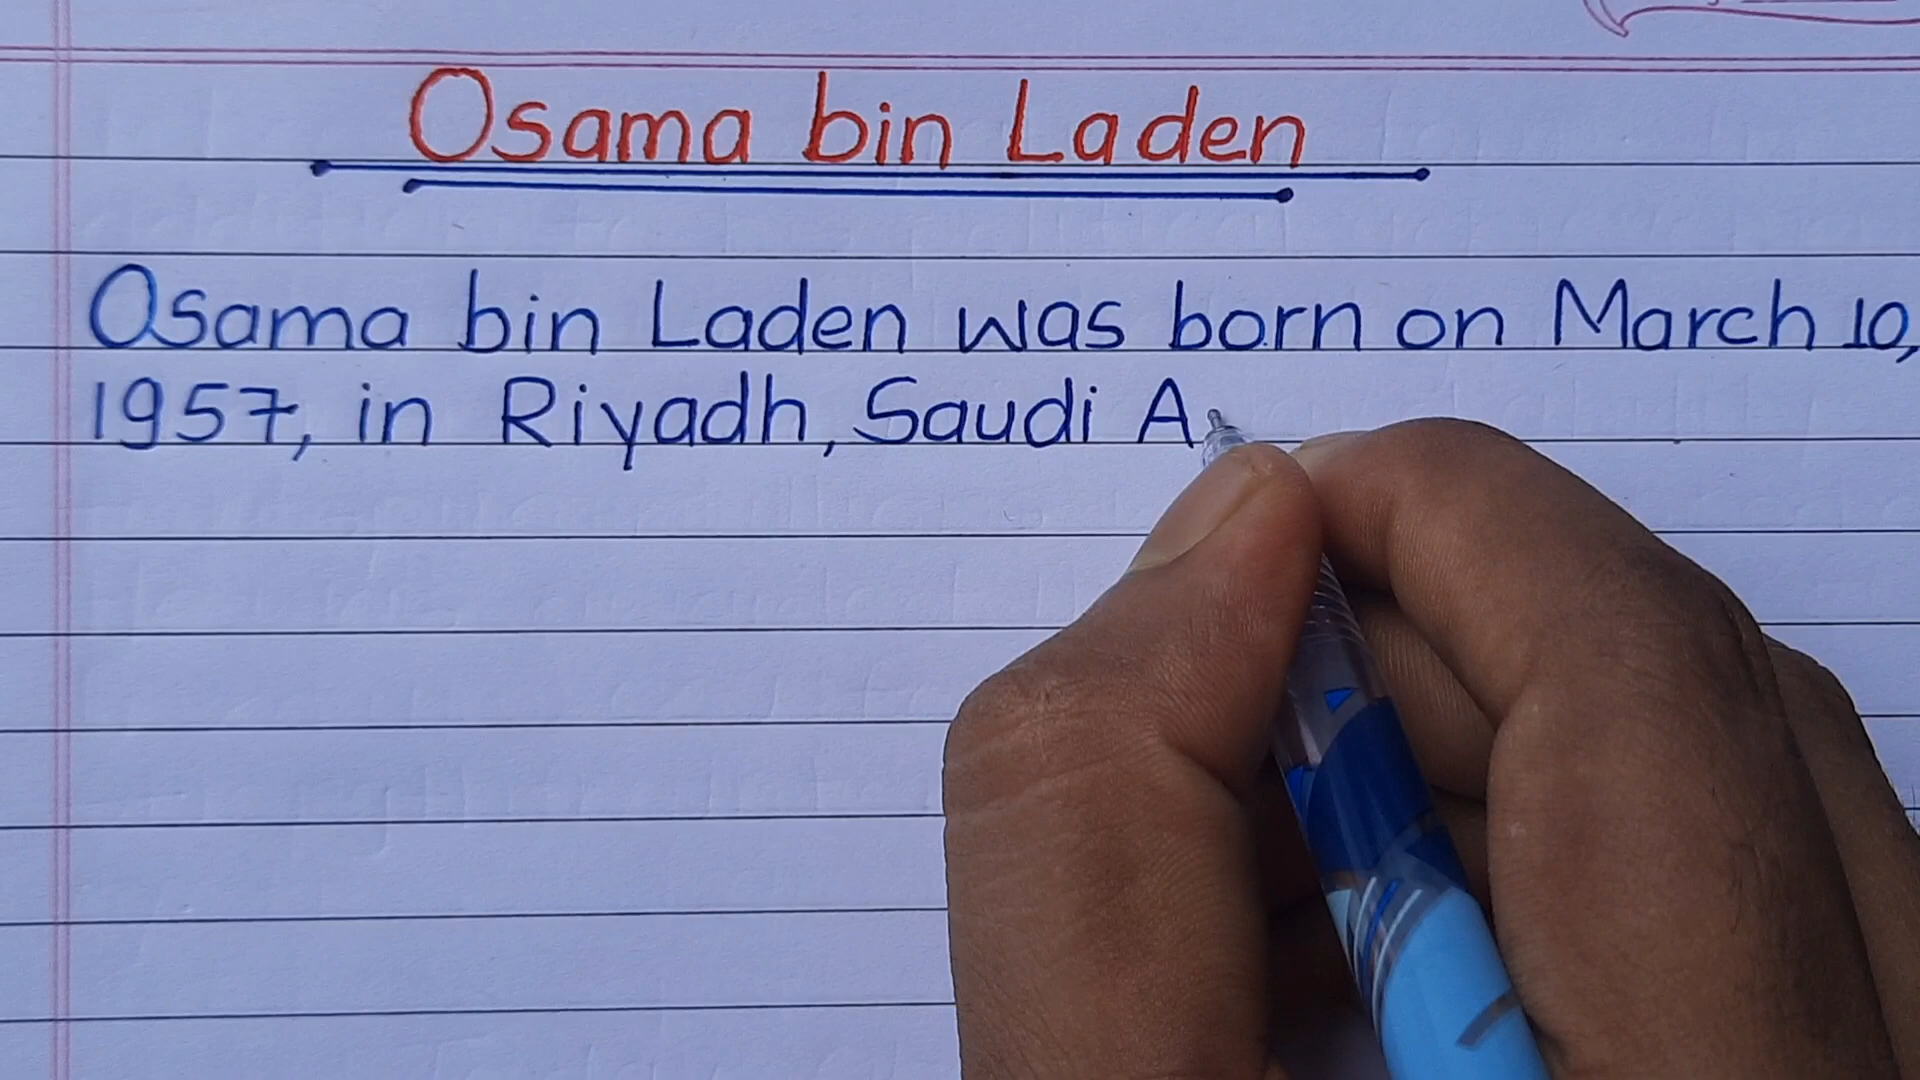 Osama bin Laden
Osama bin Laden was born on March 10,
1957, in Riyadh, Saudi A